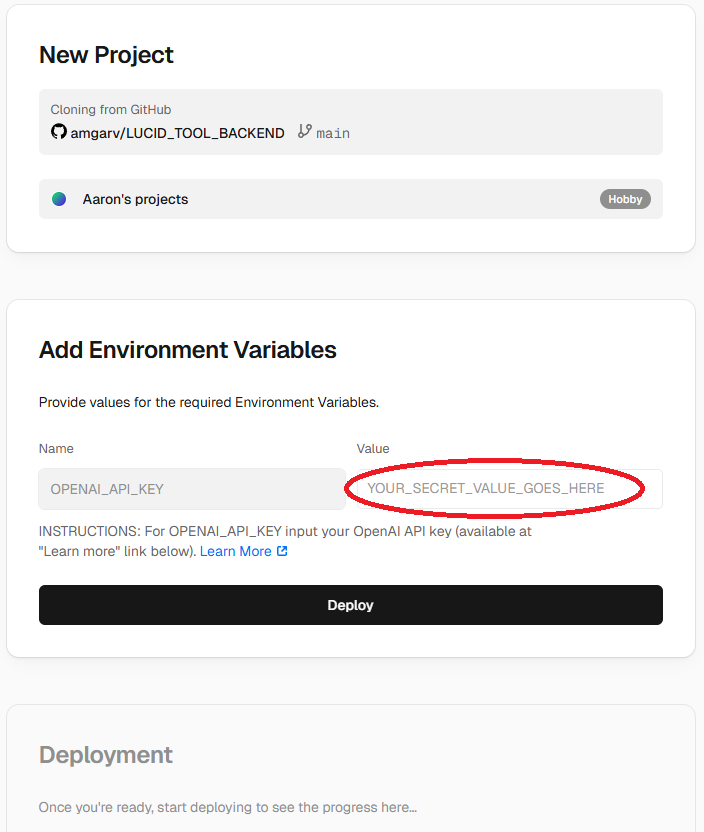 New Project
Cloning from GitHub
amgarv/LUCID_TOOL_BACKEND main
Aaron's projects Hobby
Add Environment Variables
Provide values for the required Environment Variables.
Name Value
OPENAI_API_KEY YOUR_SECRET_VALUE_GOES_HERE
INSTRUCTIONS: For OPENAI_API_KEY input your OpenAI API key (available at
"Learn more" link below). Learn More
Deploy
Deployment
Once you're ready, start deploying to see the progress here...